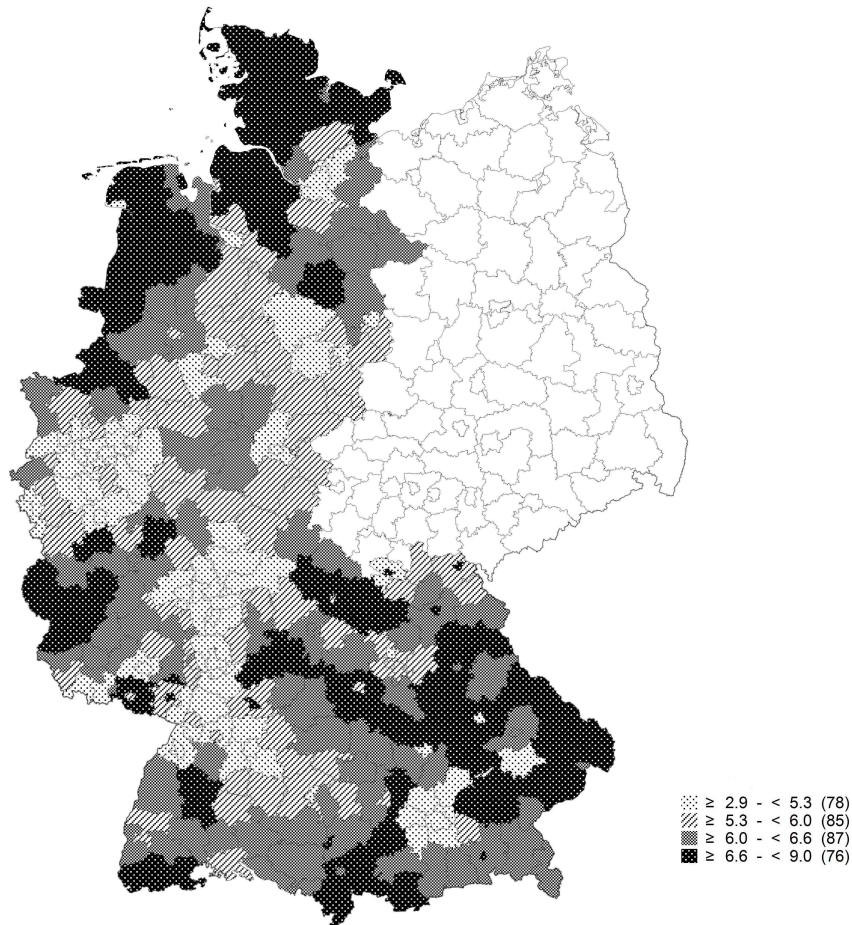 ≥ 2.9 - < 5.3 (78)
≥ 5.3 - < 6.0 (85)
≥ 6.0 - < 6.6 (87)
≥ 6.6 - < 9.0 (76)